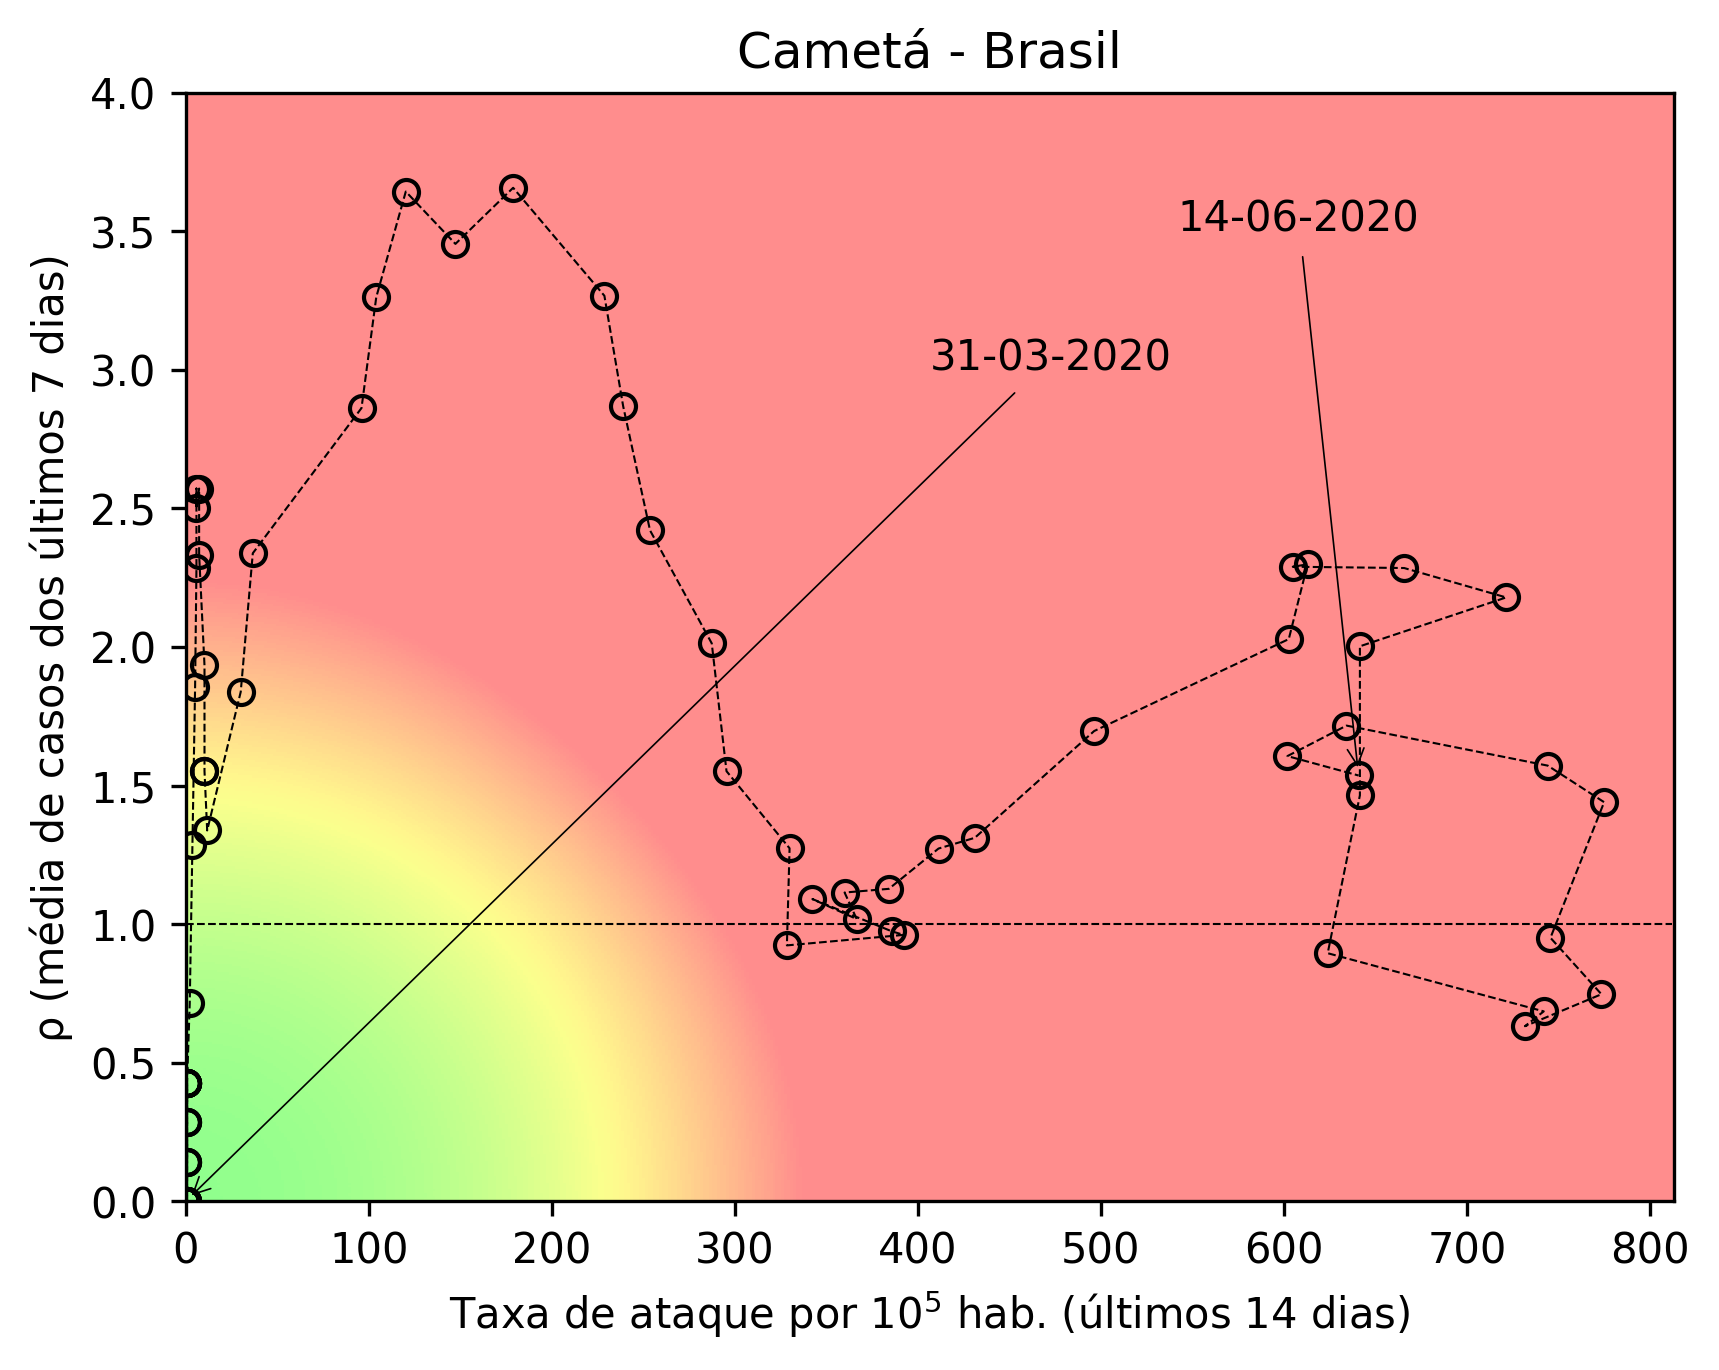 Cametá - Brasil
4.0
3.5
3.0
2.5
2.0
1.5
1.0
0.5
0.0
ρ (média de casos dos últimos 7 dias)
14-06-2020
31-03-2020
0 100 200 300 400 500 600 700 800
Taxa de ataque por 10⁵ hab. (últimos 14 dias)